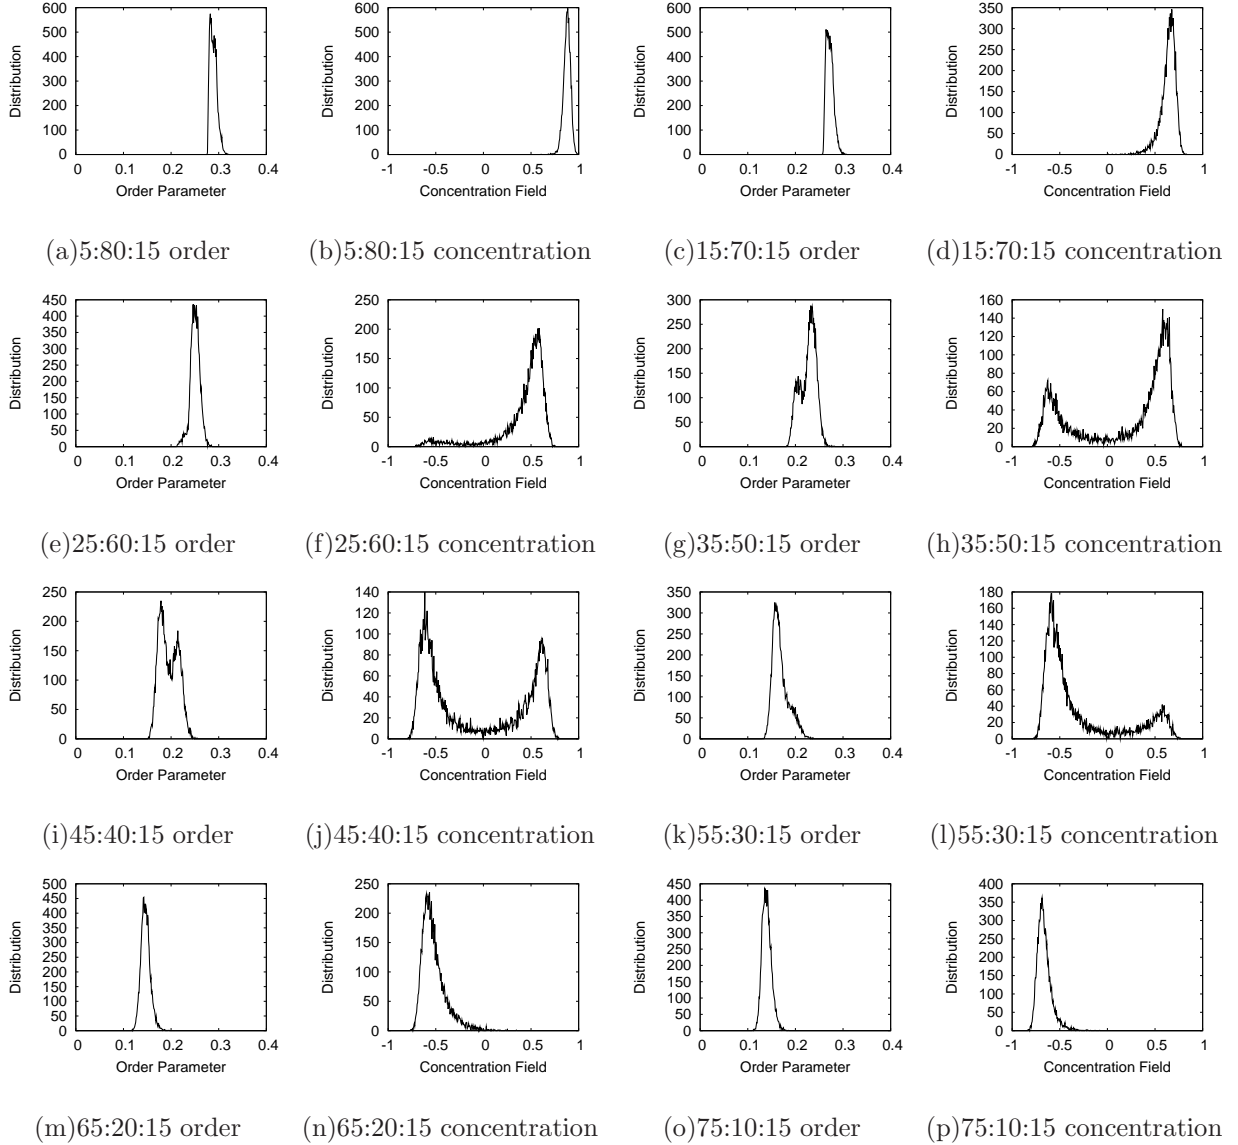 Distribution
600
500
400
300
200
100
0
0 0.1 0.2 0.3 0.4
Order Parameter
(a)5:80:15 order
Distribution
600
500
400
300
200
100
0
-1 -0.5 0 0.5 1
Concentration Field
(b)5:80:15 concentration
Distribution
600
500
400
300
200
100
0
0 0.1 0.2 0.3 0.4
Order Parameter
(c)15:70:15 order
Distribution
350
300
250
200
150
100
50
0
-1 -0.5 0 0.5 1
Concentration Field
(d)15:70:15 concentration
Distribution
450
400
350
300
250
200
150
100
50
0
0 0.1 0.2 0.3 0.4
Order Parameter
(e)25:60:15 order
Distribution
250
200
150
100
50
0
-1 -0.5 0 0.5 1
Concentration Field
(f)25:60:15 concentration
Distribution
300
250
200
150
100
50
0
0 0.1 0.2 0.3 0.4
Order Parameter
(g)35:50:15 order
Distribution
160
140
120
100
80
60
40
20
0
-1 -0.5 0 0.5 1
Concentration Field
(h)35:50:15 concentration
Distribution
250
200
150
100
50
0
0 0.1 0.2 0.3 0.4
Order Parameter
(i)45:40:15 order
Distribution
140
120
100
80
60
40
20
0
-1 -0.5 0 0.5 1
Concentration Field
(j)45:40:15 concentration
Distribution
350
300
250
200
150
100
50
0
0 0.1 0.2 0.3 0.4
Order Parameter
(k)55:30:15 order
Distribution
180
160
140
120
100
80
60
40
20
0
-1 -0.5 0 0.5 1
Concentration Field
(l)55:30:15 concentration
Distribution
500
450
400
350
300
250
200
150
100
50
0
0 0.1 0.2 0.3 0.4
Order Parameter
(m)65:20:15 order
Distribution
250
200
150
100
50
0
-1 -0.5 0 0.5 1
Concentration Field
(n)65:20:15 concentration
Distribution
450
400
350
300
250
200
150
100
50
0
0 0.1 0.2 0.3 0.4
Order Parameter
(o)75:10:15 order
Distribution
400
350
300
250
200
150
100
50
0
-1 -0.5 0 0.5 1
Concentration Field
(p)75:10:15 concentration